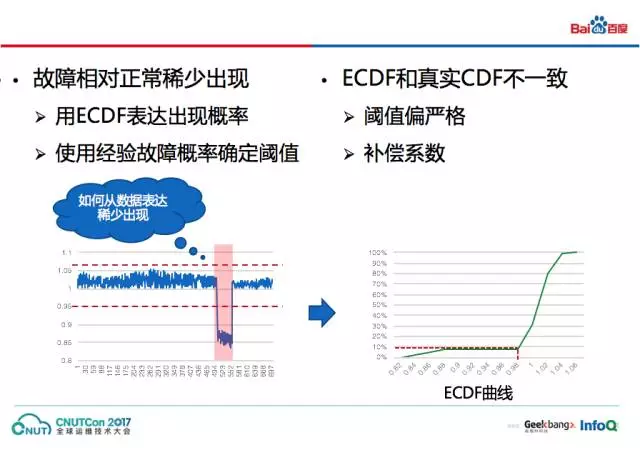 Baidu百度
• 故障相对正常稀少出现
➢ 用ECDF表达出现概率
➢ 使用经验故障概率确定阈值
• ECDF和真实CDF不一致
➢ 阈值偏严格
➢ 补偿系数
如何从数据表达
稀少出现
1.1
1.05
1
0.95
0.9
0.85
0.8
1 30 59 88 117 146 175 204 233 262 291 320 349 378 407 436 465 494 523 552 581 610 639 668 697
100%
90%
80%
70%
60%
50%
40%
30%
20%
10%
0%
0.82 0.84 0.86 0.88 0.9 0.92 0.94 0.96 0.98 1 1.02 1.04 1.06
ECDF曲线
CNUT
CNUTCon 2017
全球运维技术大会
Geekbang
InfoQ